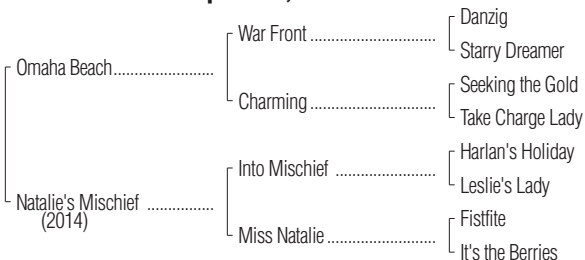 Danzig
War Front ..............................
Starry Dreamer
Omaha Beach........................
Seeking the Gold
Charming ..............................
Take Charge Lady
Harlan's Holiday
Into Mischief ........................
Leslie's Lady
Natalie's Mischief ................
(2014)
Fistfite
Miss Natalie ..........................
It's the Berries